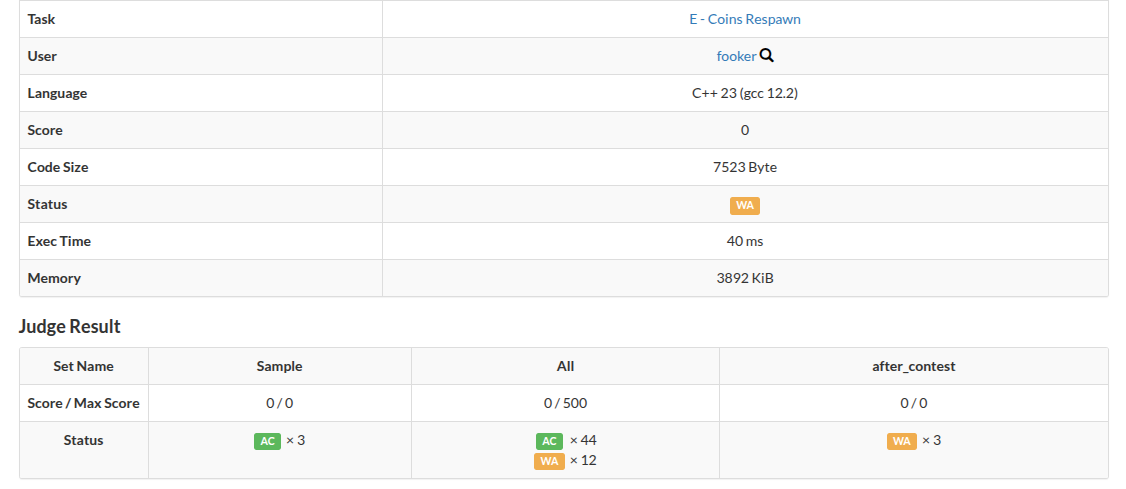 Task E - Coins Respawn
User fooker
Language C++ 23 (gcc 12.2)
Score 0
Code Size 7523 Byte
Status WA
Exec Time 40 ms
Memory 3892 KiB
Judge Result
Set Name Sample All after_contest
Score / Max Score 0 / 0 0 / 500 0 / 0
Status AC × 3 AC × 44 WA × 3
WA × 12